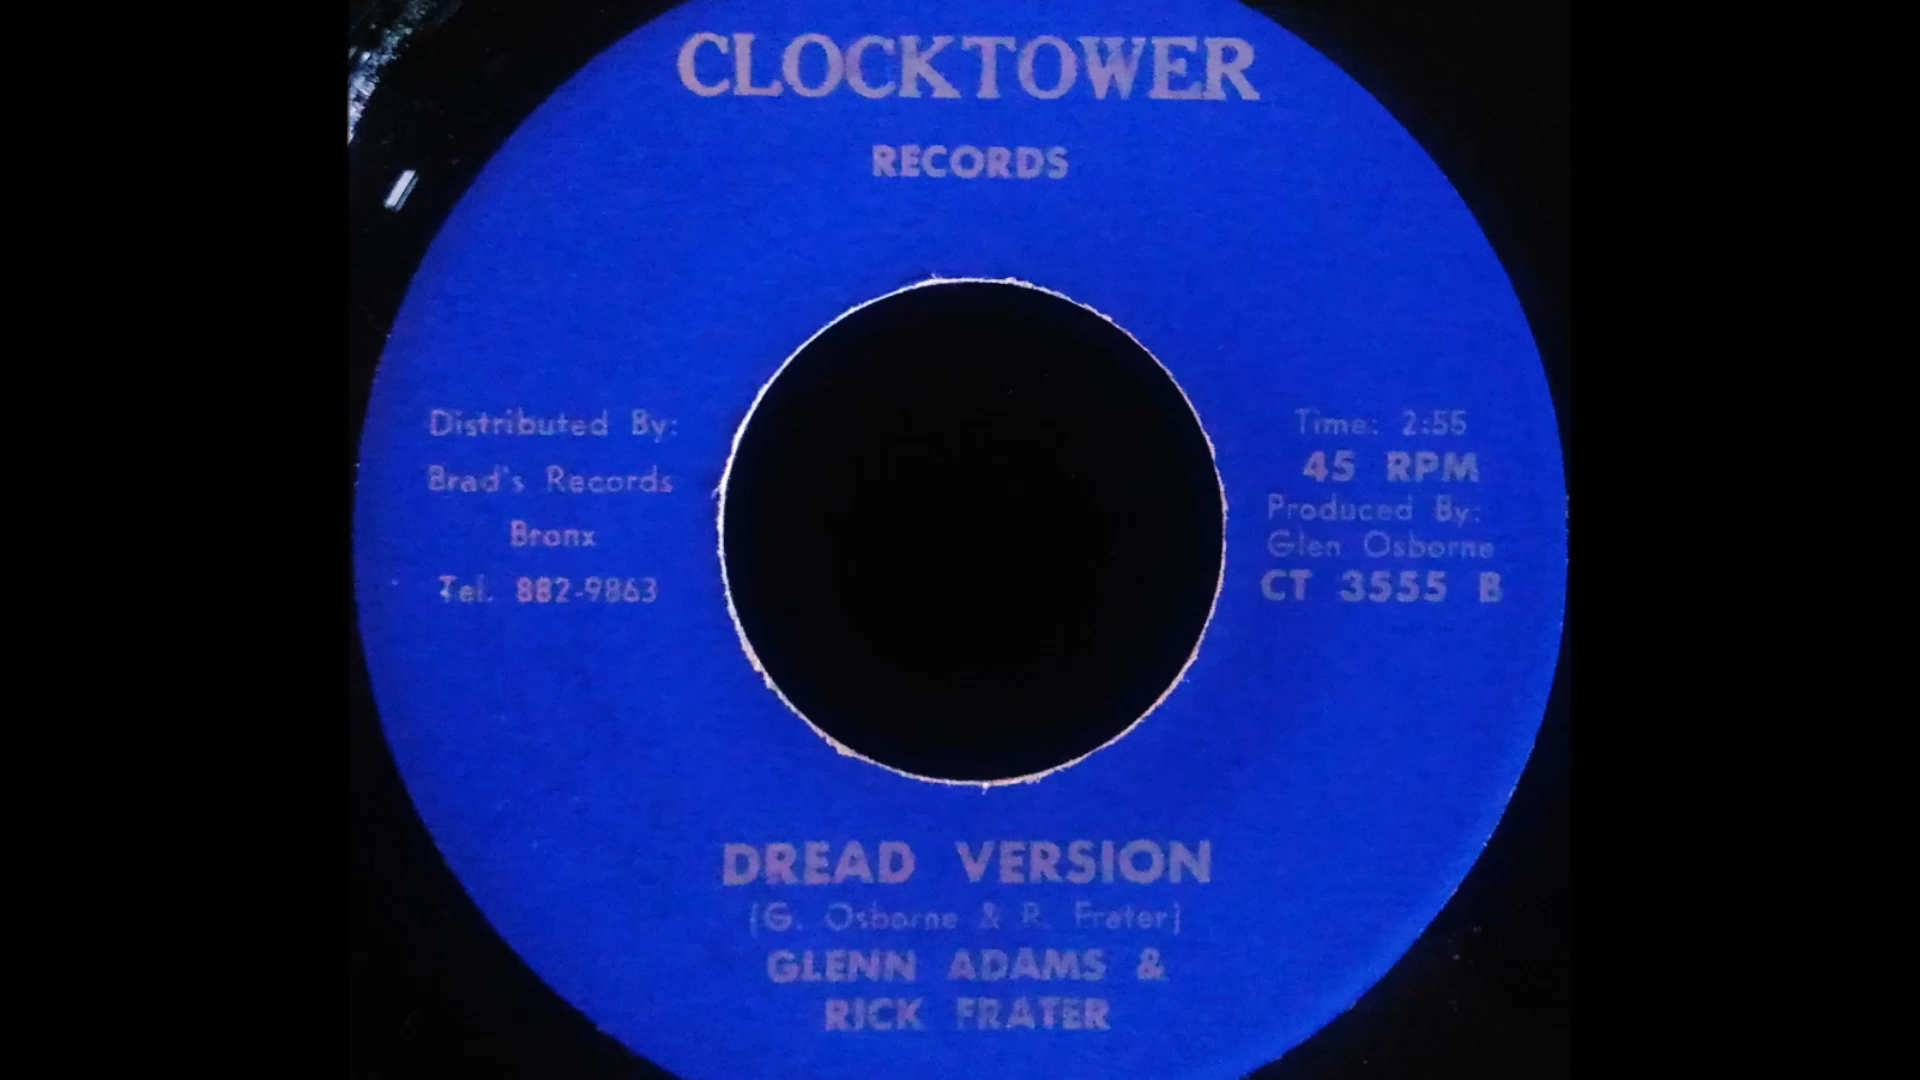 CLOCKTOWER
RECORDS
Distributed By:
Brad's Records
Bronx
Tel. 882-9863
Time: 2:55
45 RPM
Produced By:
Glen Osborne
CT 3555 B
DREAD VERSION
(G. Osborne & R. Frater)
GLENN ADAMS &
RICK FRATER